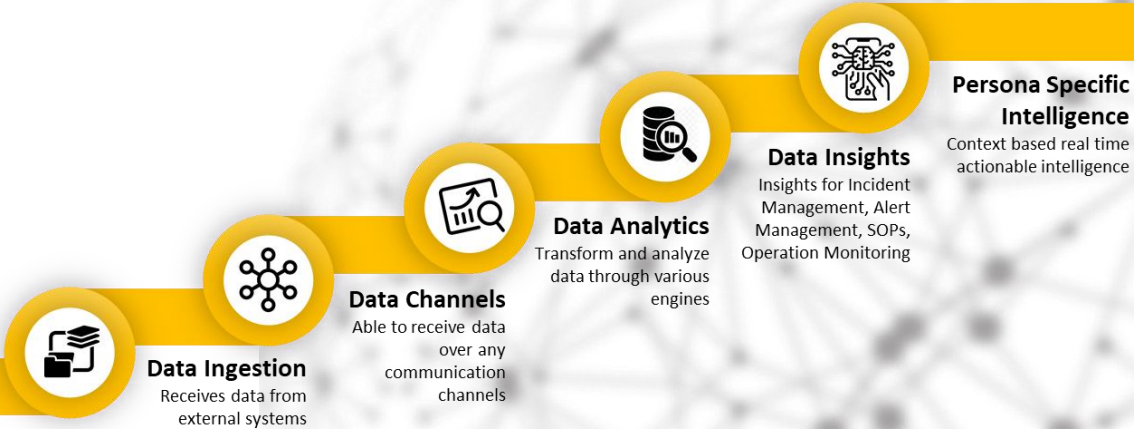 Data Ingestion
Receives data from
external systems
Data Channels
Able to receive data
over any
communication
channels
Data Analytics
Transform and analyze
data through various
engines
Data Insights
Insights for Incident
Management, Alert
Management, SOPs,
Operation Monitoring
Persona Specific
Intelligence
Context based real time
actionable intelligence